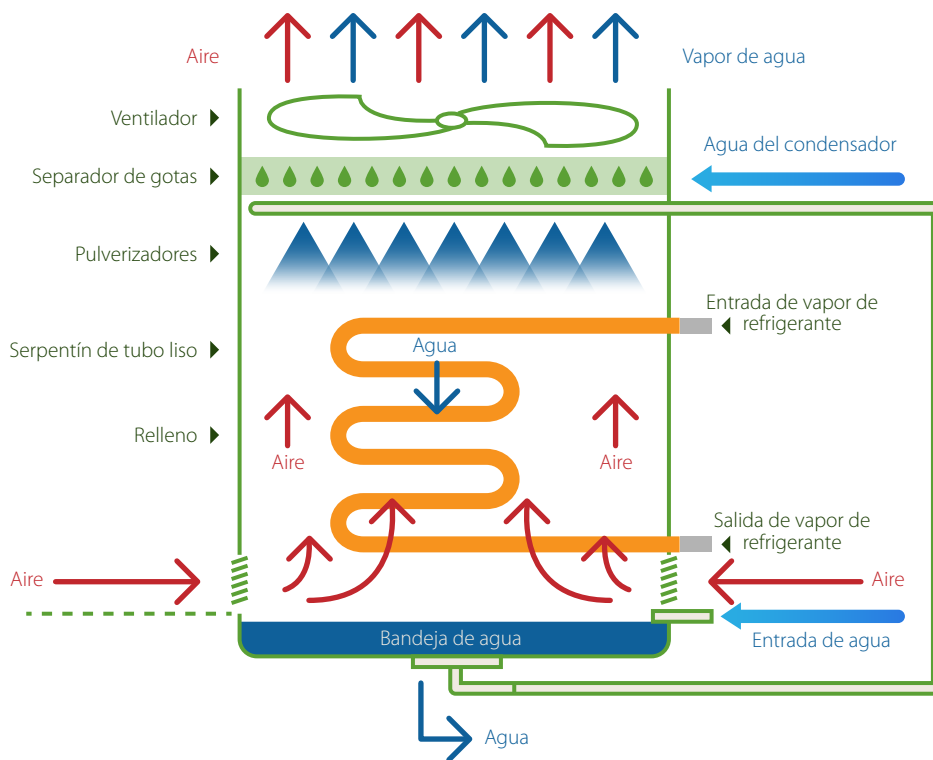 Aire
Vapor de agua
Ventilador
Agua del condensador
Separador de gotas
Pulverizadores
Entrada de vapor de
refrigerante
Serpentín de tubo liso
Agua
Relleno
Aire
Aire
Salida de vapor de
refrigerante
Aire
Aire
Bandeja de agua
Entrada de agua
Agua